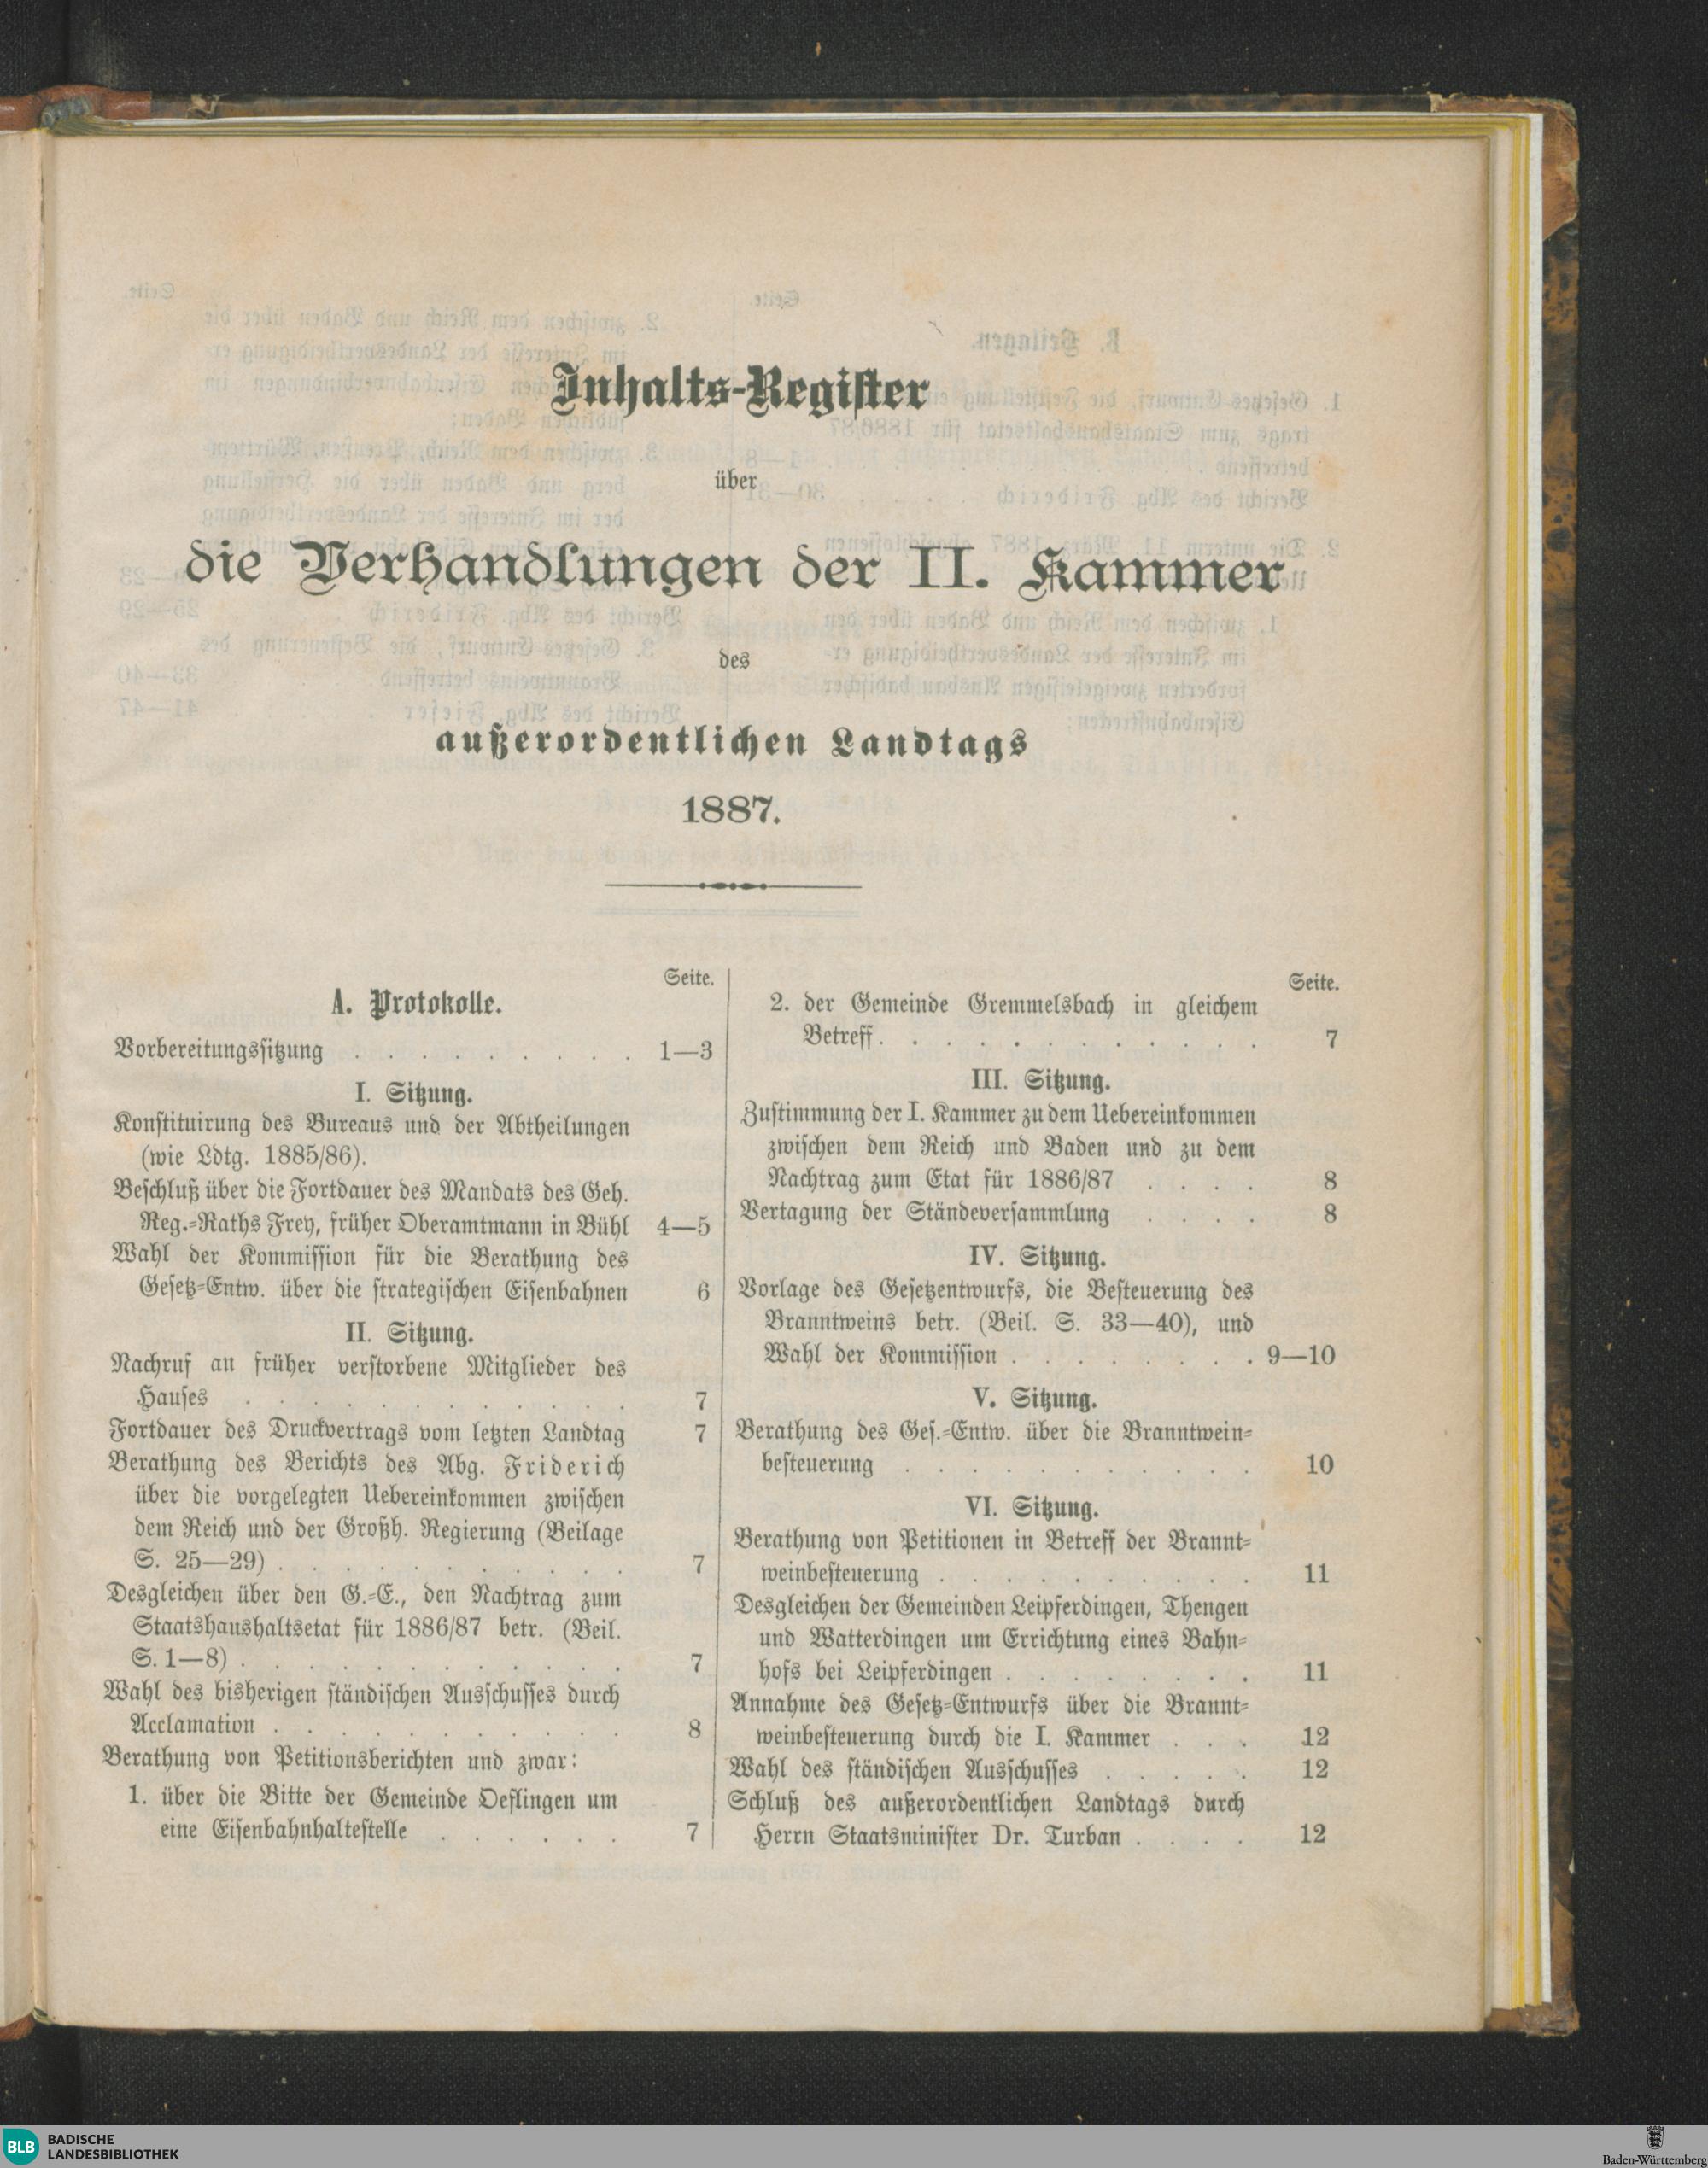 Inhalts-Register
über
die Verhandlungen der II. Kammer
des
außerordentlichen Landtags
1887.
Seite.
A. Protokolle.
Vorbereitungssitzung . . . . . . . . . 1—3
I. Sitzung.
Konstituirung des Bureaus und der Abtheilungen
(wie Ldtg. 1885/86).
Beschluß über die Fortdauer des Mandats des Geh.
Reg.-Raths Frey, früher Oberamtmann in Bühl 4—5
Wahl der Kommission für die Berathung des
Gesetz-Entw. über die strategischen Eisenbahnen 6
II. Sitzung.
Nachruf an früher verstorbene Mitglieder des
Hauses . . . . . . . . . . . . 7
Fortdauer des Druckvertrags vom letzten Landtag 7
Berathung des Berichts des Abg. Friderich
über die vorgelegten Uebereinkommen zwischen
dem Reich und der Großh. Regierung (Beilage
S. 25—29) . . . . . . . . . . . 7
Desgleichen über den G.-E., den Nachtrag zum
Staatshaushaltsetat für 1886/87 betr. (Beil.
S. 1—8) . . . . . . . . . . . . 7
Wahl des bisherigen ständischen Ausschusses durch
Acclamation . . . . . . . . . . . 8
Berathung von Petitionsberichten und zwar:
1. über die Bitte der Gemeinde Oeflingen um
eine Eisenbahnhaltestelle . . . . . . 7
Seite.
2. der Gemeinde Gremmelsbach in gleichem
Betreff . . . . . . . . . . . . 7
III. Sitzung.
Zustimmung der I. Kammer zu dem Uebereinkommen
zwischen dem Reich und Baden und zu dem
Nachtrag zum Etat für 1886/87 . . . . 8
Vertagung der Ständeversammlung . . . . 8
IV. Sitzung.
Vorlage des Gesetzentwurfs, die Besteuerung des
Branntweins betr. (Beil. S. 33—40), und
Wahl der Kommission . . . . . . . . 9—10
V. Sitzung.
Berathung des Ges.-Entw. über die Branntwein-
besteuerung . . . . . . . . . . . 10
VI. Sitzung.
Berathung von Petitionen in Betreff der Brannt-
weinbesteuerung . . . . . . . . . . 11
Desgleichen der Gemeinden Leipferdingen, Thengen
und Watterdingen um Errichtung eines Bahn-
hofs bei Leipferdingen . . . . . . . . 11
Annahme des Gesetz-Entwurfs über die Brannt-
weinbesteuerung durch die I. Kammer . . . 12
Wahl des ständischen Ausschusses . . . . . 12
Schluß des außerordentlichen Landtags durch
Herrn Staatsminister Dr. Turban . . . . 12
BLB BADISCHE
LANDESBIBLIOTHEK
Baden-Württemberg